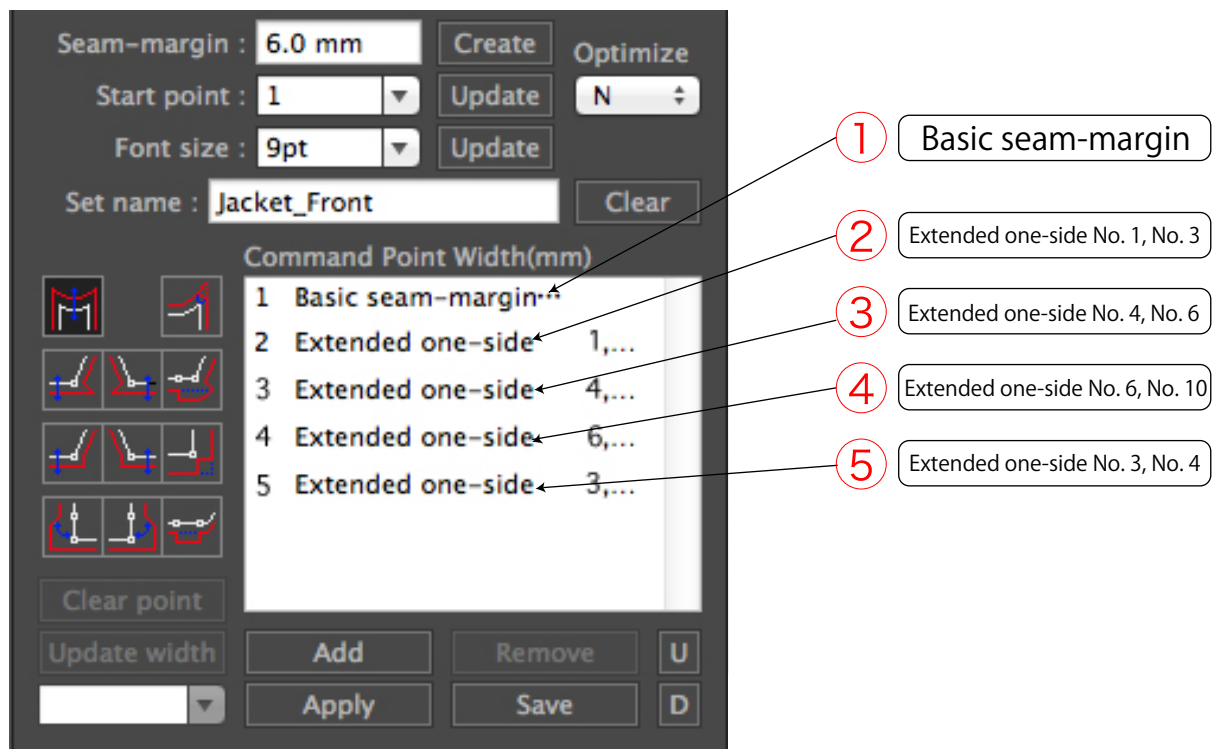 Seam-margin : 6.0 mm Create Optimize
Start point : 1 Update N
Font size : 9pt Update
Set name : Jacket_Front Clear
Command Point Width(mm)
1 Basic seam-margin…
2 Extended one-side 1,...
3 Extended one-side 4,...
4 Extended one-side 6,...
5 Extended one-side 3,...
Clear point
Update width Add Remove U
Apply Save D
① Basic seam-margin
② Extended one-side No. 1, No. 3
③ Extended one-side No. 4, No. 6
④ Extended one-side No. 6, No. 10
⑤ Extended one-side No. 3, No. 4